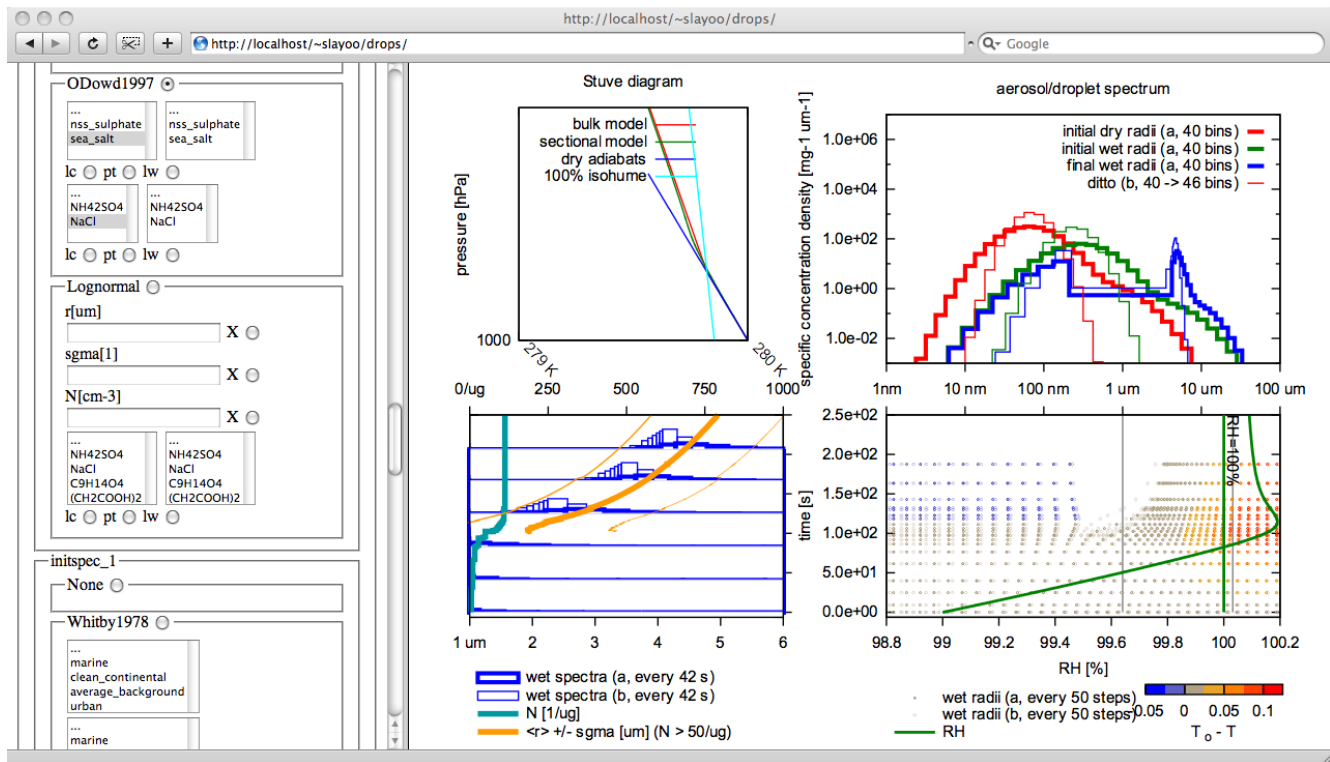 http://localhost/~slayoo/drops/
http://localhost/~slayoo/drops/
Google
ODowd1997
...
nss_sulphate
sea_salt
nss_sulphate
sea_salt
lc pt lw
...
NH42SO4
NaCl
...
NH42SO4
NaCl
lc pt lw
Lognormal
r[um]
X
sgma[1]
X
N[cm-3]
X
...
NH42SO4
NaCl
C9H14O4
(CH2COOH)2
...
NH42SO4
NaCl
C9H14O4
(CH2COOH)2
lc pt lw
initspec_1
None
Whitby1978
...
marine
clean_continental
average_background
urban
...
marine
Stuve diagram
bulk model
sectional model
dry adiabats
100% isohume
pressure [hPa]
1000
279 K
280 K
aerosol/droplet spectrum
specific concentration density [mg-1 um-1]
1.0e+06
1.0e+04
1.0e+02
1.0e+00
1.0e-02
initial dry radii (a, 40 bins)
initial wet radii (a, 40 bins)
final wet radii (a, 40 bins)
ditto (b, 40 -> 46 bins)
1nm 10 nm 100 nm 1 um 10 um 100 um
0/ug 250 500 750 1000
1 um 2 3 4 5 6
wet spectra (a, every 42 s)
wet spectra (b, every 42 s)
N [1/ug]
<r> +/- sgma [um] (N > 50/ug)
time [s]
2.5e+02
2.0e+02
1.5e+02
1.0e+02
5.0e+01
0.0e+00
RH=100%
98.8 99 99.2 99.4 99.6 99.8 100 100.2
RH [%]
wet radii (a, every 50 steps)
wet radii (b, every 50 steps)
RH
-0.05 0 0.05 0.1
T o - T